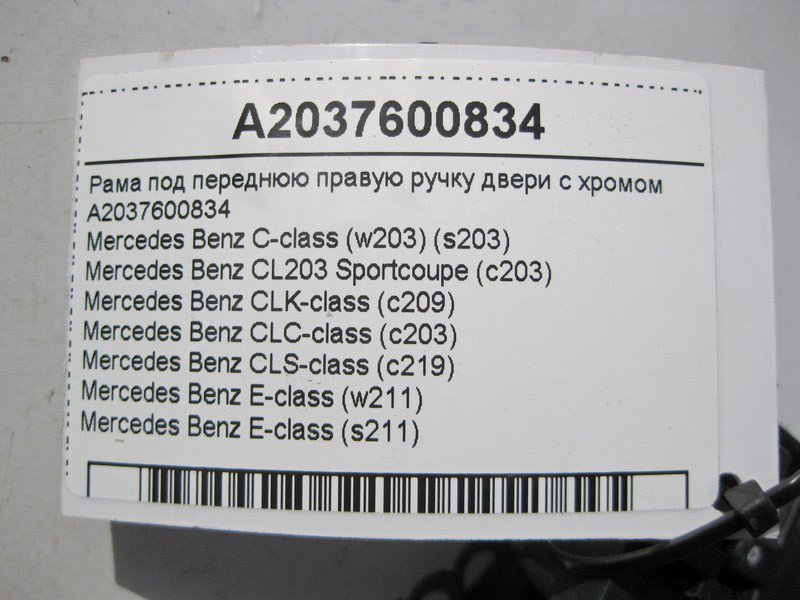 A2037600834
Рама под переднюю правую ручку двери с хромом
A2037600834
Mercedes Benz C-class (w203) (s203)
Mercedes Benz CL203 Sportcoupe (c203)
Mercedes Benz CLK-class (c209)
Mercedes Benz CLC-class (c203)
Mercedes Benz CLS-class (c219)
Mercedes Benz E-class (w211)
Mercedes Benz E-class (s211)